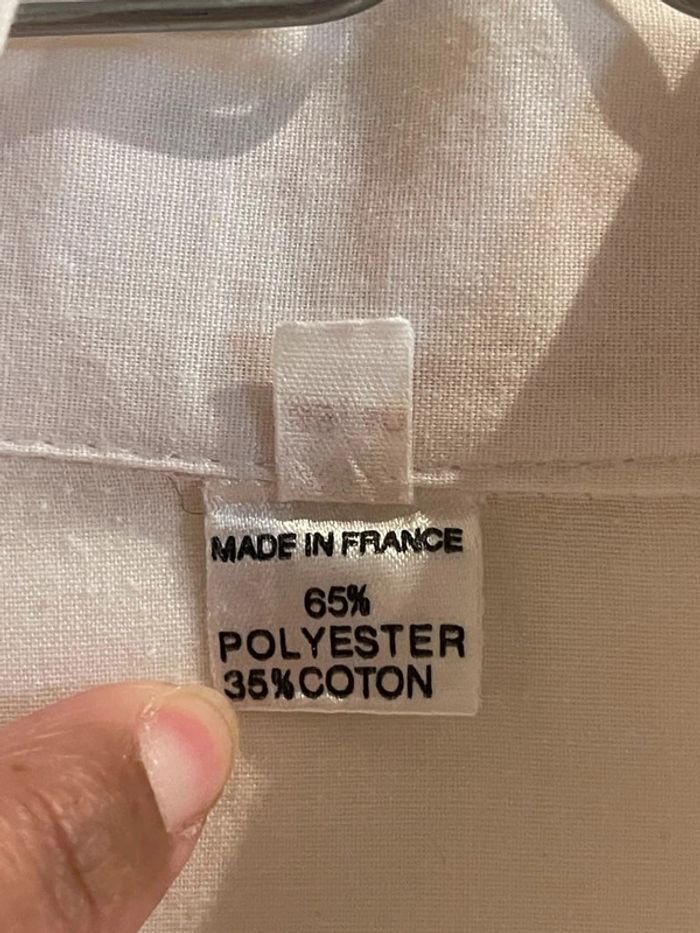 MADE IN FRANCE
65%
POLYESTER
35%COTON